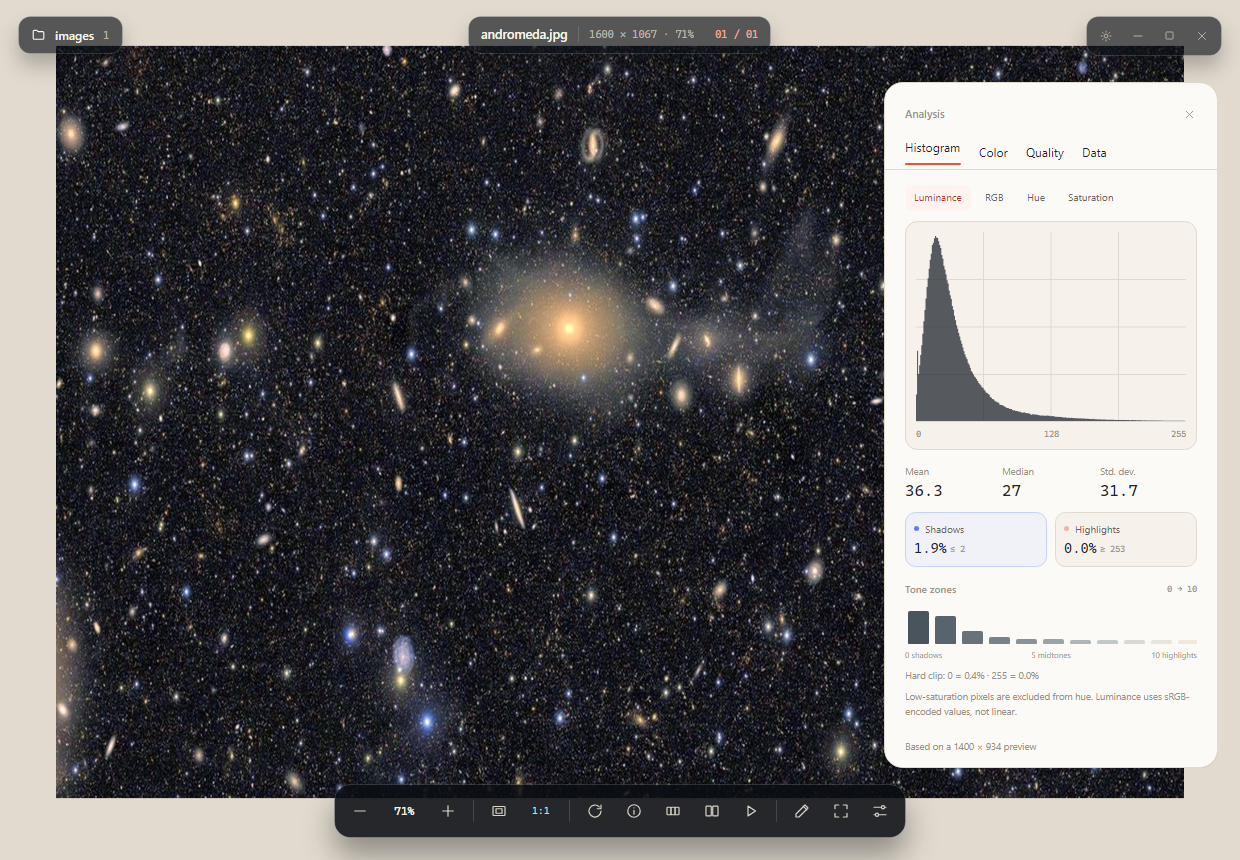 images 1
andromeda.jpg 1600 × 1067 · 71% 01 / 01
Analysis
Histogram Color Quality Data
Luminance RGB Hue Saturation
0 128 255
Mean Median Std. dev.
36.3 27 31.7
Shadows Highlights
1.9% ≤ 2 0.0% ≥ 253
Tone zones 0 → 10
0 shadows 5 midtones 10 highlights
Hard clip: 0 = 0.4% · 255 = 0.0%
Low-saturation pixels are excluded from hue. Luminance uses sRGB-
encoded values, not linear.
Based on a 1400 × 934 preview
71% 1:1